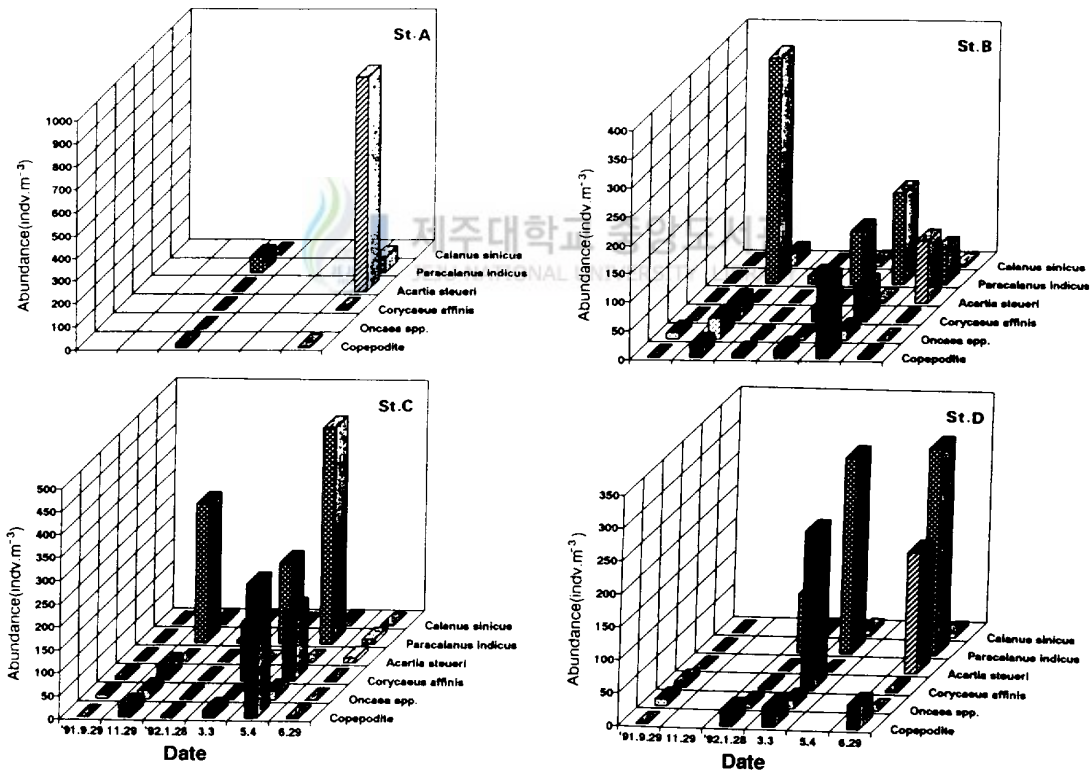 St.A
1000
900
800
700
600
500
400
300
200
100
0
Abundance(indv.m⁻³)
Calanus sinicus
Paracalanus indicus
Acartia steueri
Corycaeus affinis
Oncaea spp.
Copepodite
St.B
400
350
300
250
200
150
100
50
0
Abundance(indv.m⁻³)
Calanus sinicus
Paracalanus indicus
Acartia steueri
Corycaeus affinis
Oncaea spp.
Copepodite
제주대학교 중앙도서관
NATIONAL UNIVERSITY
St.C
500
450
400
350
300
250
200
150
100
50
0
Abundance(indv.m⁻³)
Calanus sinicus
Paracalanus indicus
Acartia steueri
Corycaeus affinis
Oncaea spp.
Copepodite
'91.9.29 11.29 '92.1.28 3.3 5.4 6.29
Date
St.D
350
300
250
200
150
100
50
0
Abundance(indv.m⁻³)
Calanus sinicus
Paracalanus indicus
Acartia steueri
Corycaeus affinis
Oncaea spp.
Copepodite
'91.9.29 11.29 '92.1.28 3.3 5.4 6.29
Date